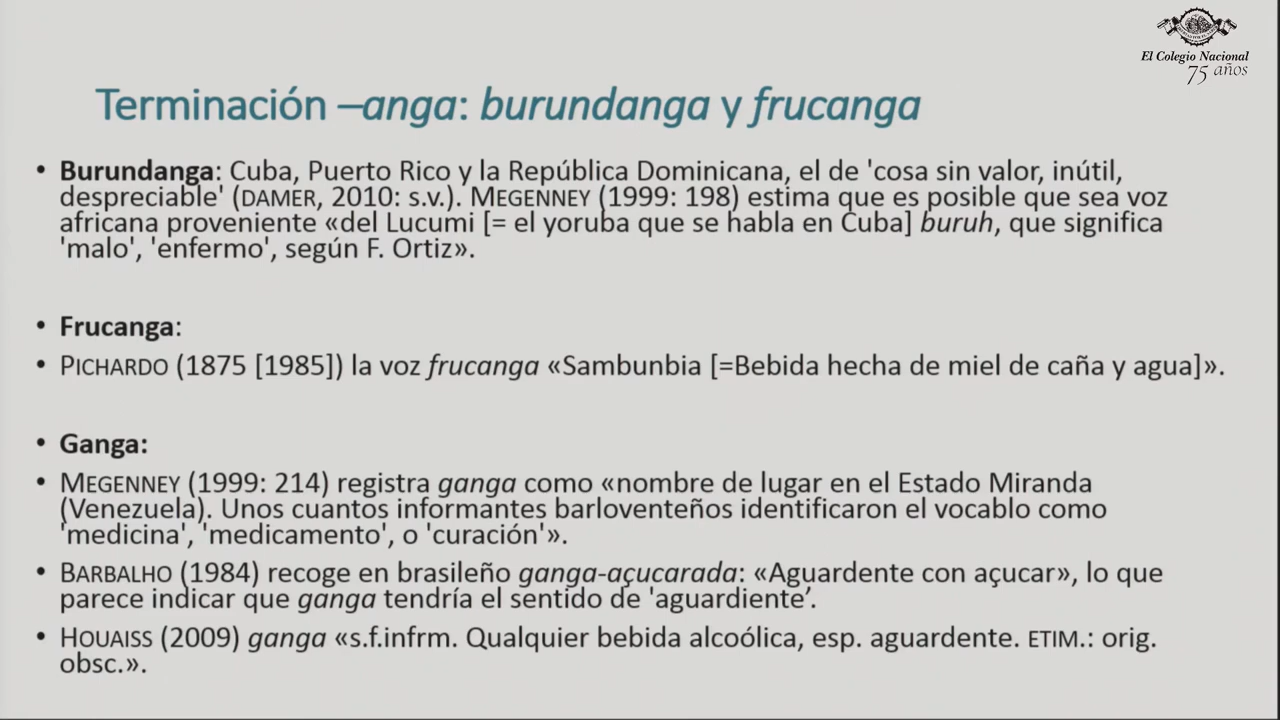 El Colegio Nacional
75 años
Terminación –anga: burundanga y frucanga
• Burundanga: Cuba, Puerto Rico y la República Dominicana, el de 'cosa sin valor, inútil,
despreciable' (DAMER, 2010: s.v.). MEGENNEY (1999: 198) estima que es posible que sea voz
africana proveniente «del Lucumi [= el yoruba que se habla en Cuba] buruh, que significa
'malo', 'enfermo', según F. Ortiz».
• Frucanga:
• PICHARDO (1875 [1985]) la voz frucanga «Sambunbia [=Bebida hecha de miel de caña y agua]».
• Ganga:
• MEGENNEY (1999: 214) registra ganga como «nombre de lugar en el Estado Miranda
(Venezuela). Unos cuantos informantes barloventeños identificaron el vocablo como
'medicina', 'medicamento', o 'curación'».
• BARBALHO (1984) recoge en brasileño ganga-açucarada: «Aguardente con açucar», lo que
parece indicar que ganga tendría el sentido de 'aguardiente’.
• HOUAISS (2009) ganga «s.f.infrm. Qualquier bebida alcoólica, esp. aguardente. ETIM.: orig.
obsc.».